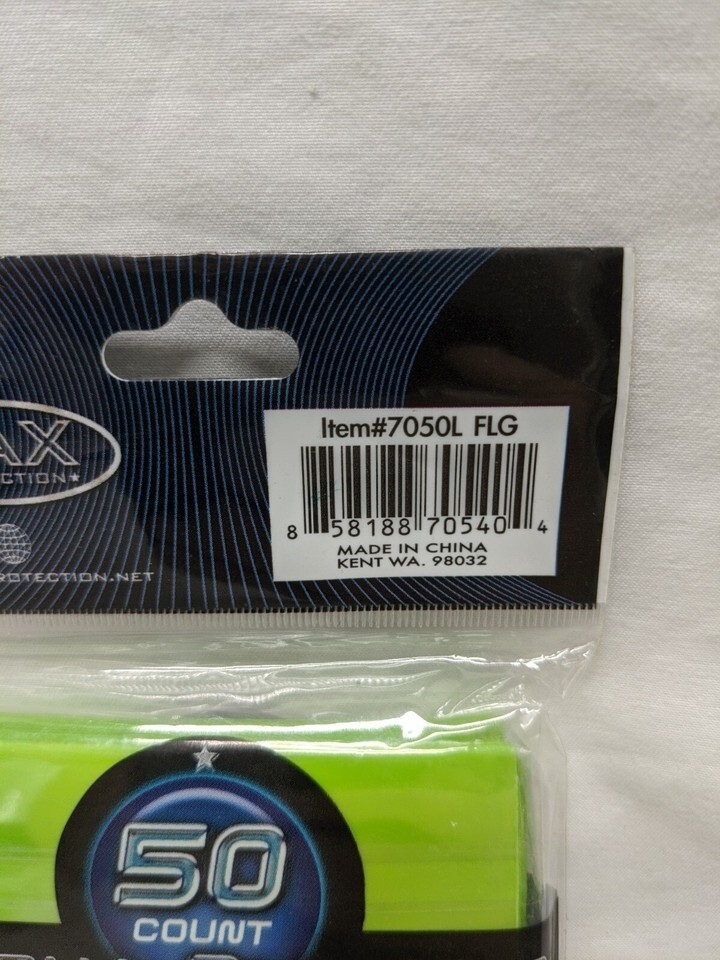 Item#7050L FLG
8 58188 70540 4
MADE IN CHINA
KENT WA. 98032
50
COUNT